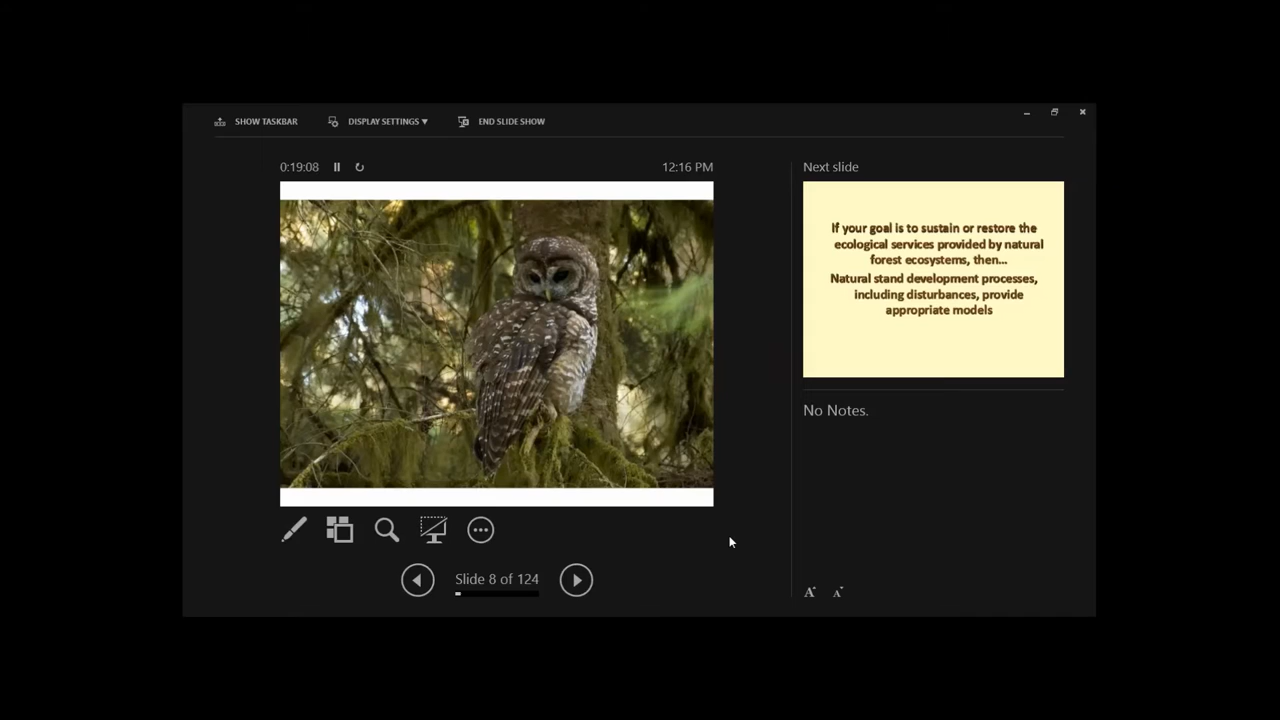 SHOW TASKBAR
DISPLAY SETTINGS ▼
END SLIDE SHOW
0:19:08
12:16 PM
Next slide
If your goal is to sustain or restore the
ecological services provided by natural
forest ecosystems, then...
Natural stand development processes,
including disturbances, provide
appropriate models
No Notes.
Slide 8 of 124
A A